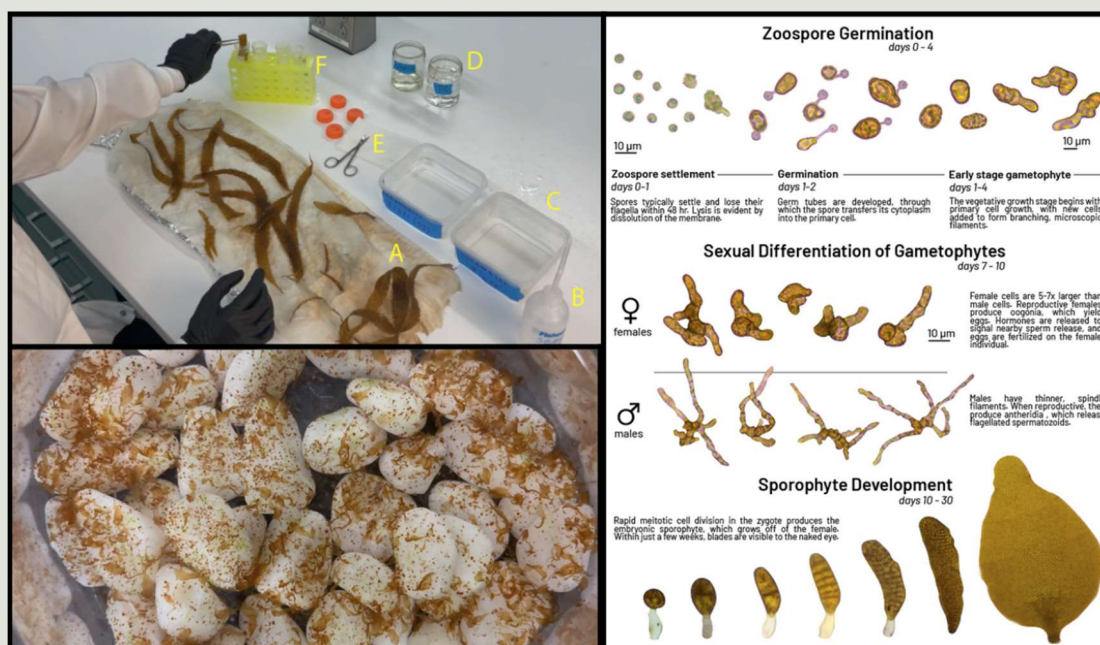 F
D
E
C
A
B
Zoospore Germination
days 0 - 4
10 µm
10 µm
Zoospore settlement
days 0-1
Spores typically settle and lose their
flagella within 48 hr. Lysis is evident by
dissolution of the membrane.
Germination
days 1-2
Germ tubes are developed, through
which the spore transfers its cytoplasm
into the primary cell.
Early stage gametophyte
days 1-4
The vegetative growth stage begins with
primary cell growth, with new cells
added to form branching, microscopic
filaments.
Sexual Differentiation of Gametophytes
days 7 - 10
♀
females
10 µm
Female cells are 5-7x larger than
male cells. Reproductive females
produce oogonia, which yield
eggs. Hormones are released to
signal nearby sperm release, and
eggs are fertilized on the female
individual.
♂
males
Males have thinner, spindl
filaments. When reproductive, the
produce antheridia , which releas
flagellated spermatozoids.
Sporophyte Development
days 10 - 30
Rapid meitotic cell division in the zygote produces the
embryonic sporophyte, which grows off of the female.
Within just a few weeks, blades are visible to the naked eye.